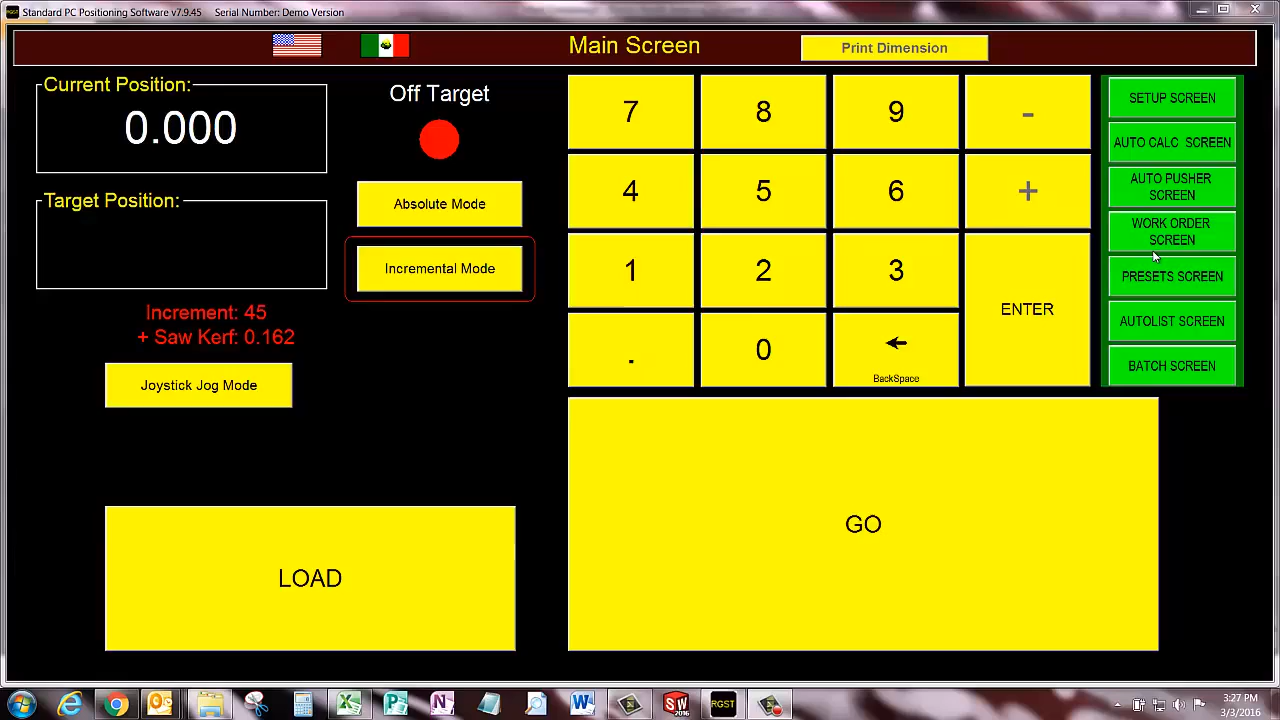 Standard PC Positioning Software v7.9.45 Serial Number: Demo Version
Main Screen
Print Dimension
Current Position:
0.000
Off Target
Target Position:
Absolute Mode
Incremental Mode
Increment: 45
+ Saw Kerf: 0.162
Joystick Jog Mode
LOAD
7 8 9 -
4 5 6 +
1 2 3
ENTER
. 0
BackSpace
GO
SETUP SCREEN
AUTO CALC SCREEN
AUTO PUSHER
SCREEN
WORK ORDER
SCREEN
PRESETS SCREEN
AUTOLIST SCREEN
BATCH SCREEN
RGST
3:27 PM
3/3/2016